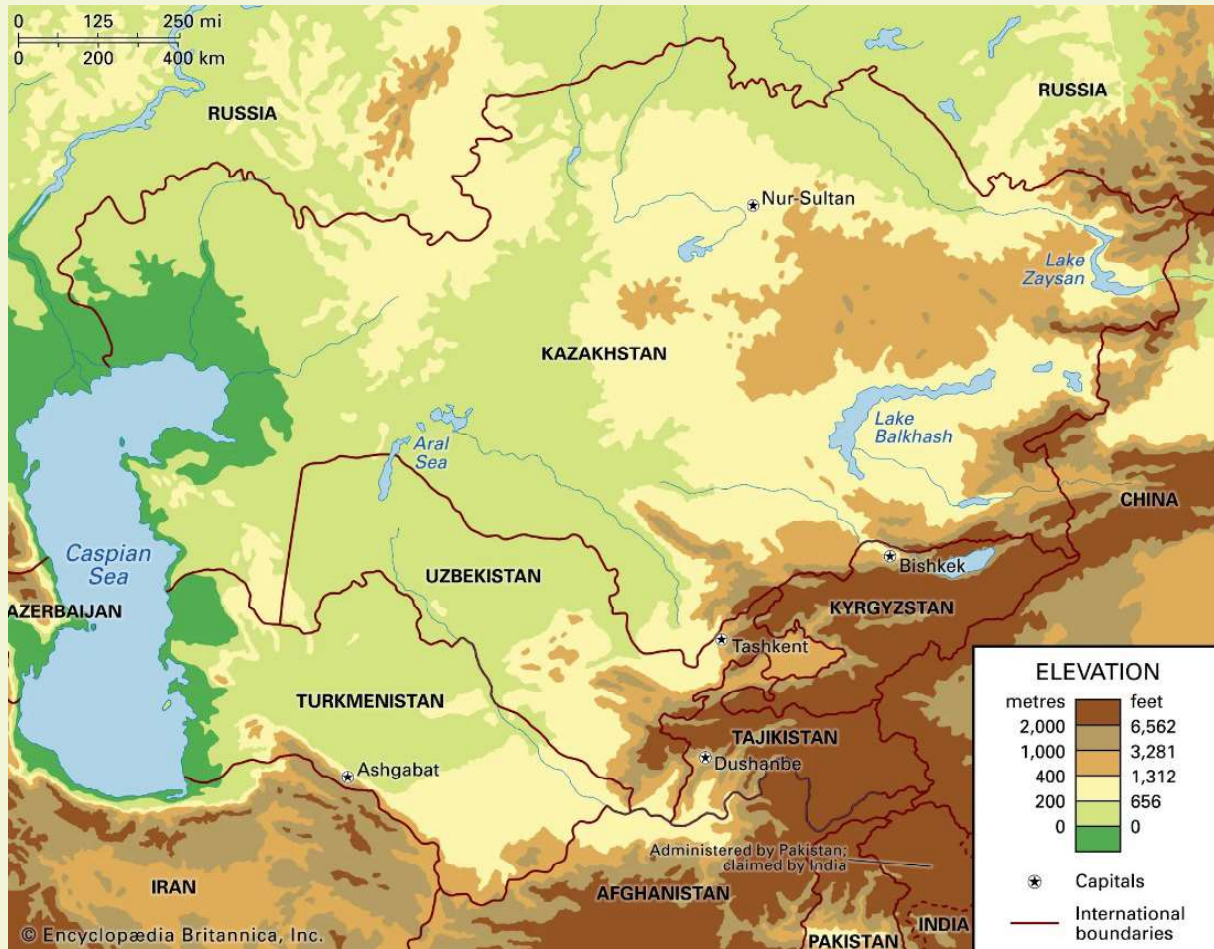 0 125 250 mi
0 200 400 km
RUSSIA
RUSSIA
Nur-Sultan
Lake
Zaysan
KAZAKHSTAN
Aral
Sea
Lake
Balkhash
CHINA
Caspian
Sea
Bishkek
UZBEKISTAN
KYRGYZSTAN
AZERBAIJAN
Tashkent
TURKMENISTAN
TAJIKISTAN
Ashgabat
Dushanbe
Administered by Pakistan;
claimed by India
IRAN
AFGHANISTAN
PAKISTAN
INDIA
ELEVATION
metres feet
2,000 6,562
1,000 3,281
400 1,312
200 656
0 0
Capitals
International
boundaries
© Encyclopædia Britannica, Inc.